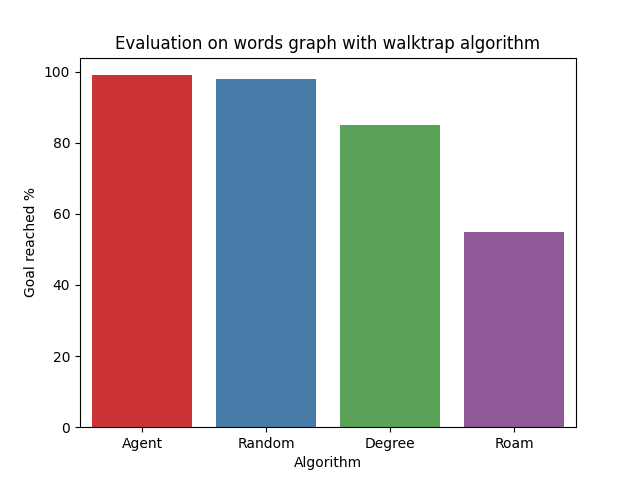 Evaluation on words graph with walktrap algorithm
Goal reached %
100
80
60
40
20
0
Agent Random Degree Roam
Algorithm